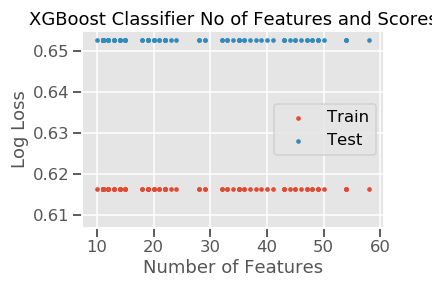 XGBoost Classifier No of Features and Scores
0.65
0.64
0.63
0.62
0.61
Log Loss
Train
Test
10 20 30 40 50 60
Number of Features